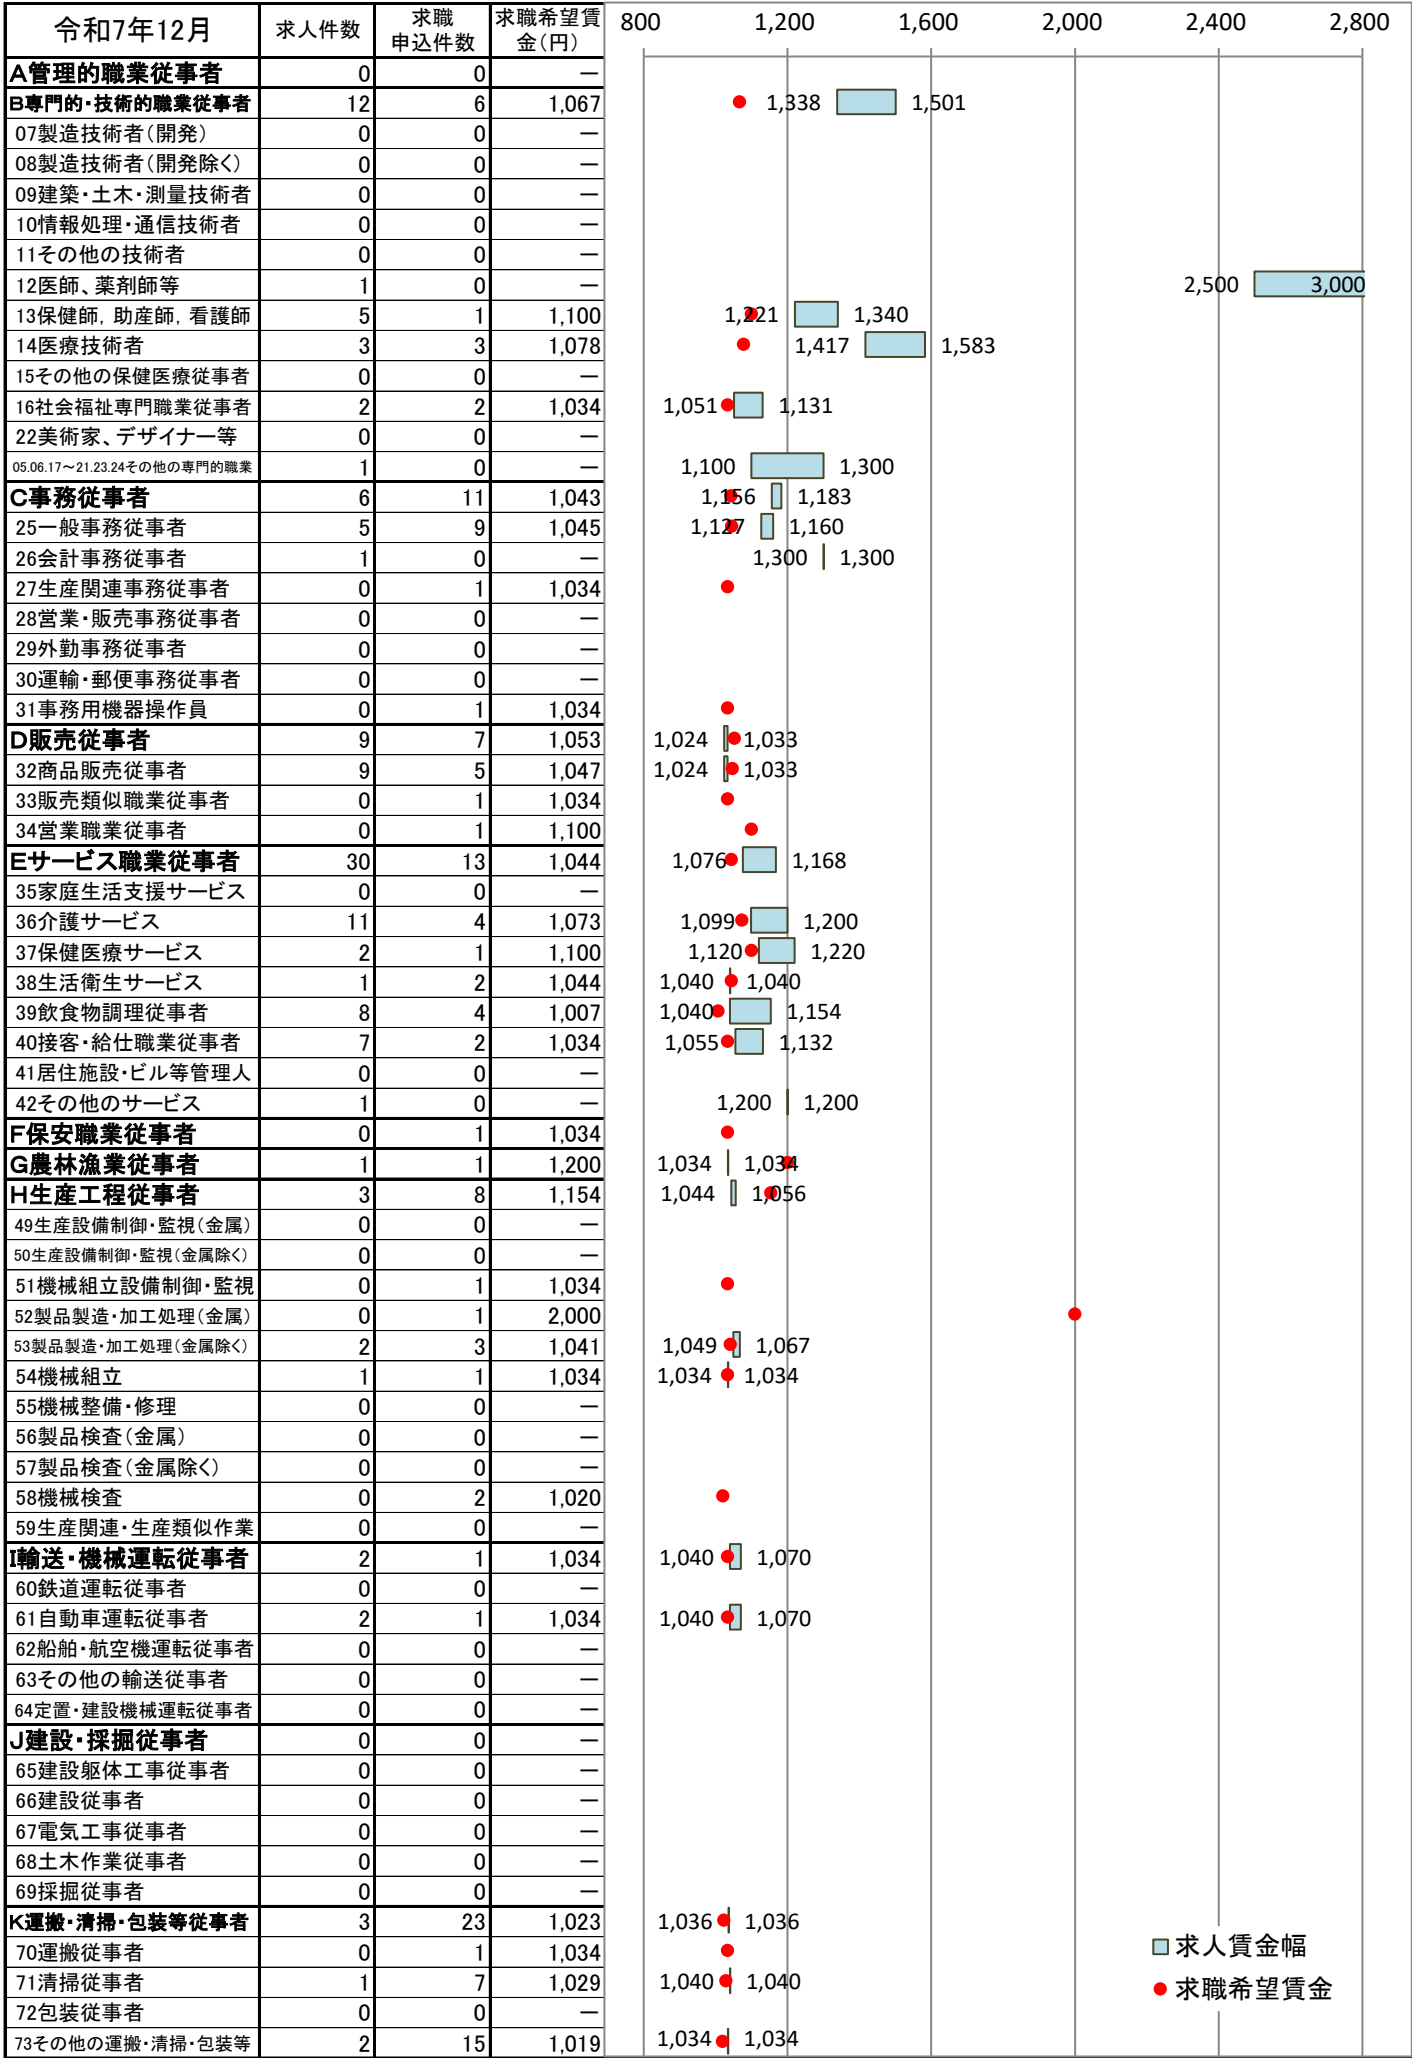 令和7年12月 求人件数 求職申込件数 求職希望賃金(円) 800 1,200 1,600 2,000 2,400 2,800
A管理的職業従事者 0 0 ―
B専門的・技術的職業従事者 12 6 1,067 1,338 1,501
07製造技術者(開発) 0 0 ―
08製造技術者(開発除く) 0 0 ―
09建築・土木・測量技術者 0 0 ―
10情報処理・通信技術者 0 0 ―
11その他の技術者 0 0 ―
12医師、薬剤師等 1 0 ― 2,500 3,000
13保健師,助産師,看護師 5 1 1,100 1,221 1,340
14医療技術者 3 3 1,078 1,417 1,583
15その他の保健医療従事者 0 0 ―
16社会福祉専門職業従事者 2 2 1,034 1,051 1,131
22美術家、デザイナー等 0 0 ―
05.06.17～21.23.24その他の専門的職業 1 0 ― 1,100 1,300
C事務従事者 6 11 1,043 1,156 1,183
25一般事務従事者 5 9 1,045 1,127 1,160
26会計事務従事者 1 0 ― 1,300 1,300
27生産関連事務従事者 0 1 1,034
28営業・販売事務従事者 0 0 ―
29外勤事務従事者 0 0 ―
30運輸・郵便事務従事者 0 0 ―
31事務用機器操作員 0 1 1,034
D販売従事者 9 7 1,053 1,024 1,033
32商品販売従事者 9 5 1,047 1,024 1,033
33販売類似職業従事者 0 1 1,034
34営業職業従事者 0 1 1,100
Eサービス職業従事者 30 13 1,044 1,076 1,168
35家庭生活支援サービス 0 0 ―
36介護サービス 11 4 1,073 1,099 1,200
37保健医療サービス 2 1 1,100 1,120 1,220
38生活衛生サービス 1 2 1,044 1,040 1,040
39飲食物調理従事者 8 4 1,007 1,040 1,154
40接客・給仕職業従事者 7 2 1,034 1,055 1,132
41居住施設・ビル等管理人 0 0 ―
42その他のサービス 1 0 ― 1,200 1,200
F保安職業従事者 0 1 1,034
G農林漁業従事者 1 1 1,200 1,034 1,034
H生産工程従事者 3 8 1,154 1,044 1,056
49生産設備制御・監視(金属) 0 0 ―
50生産設備制御・監視(金属除く) 0 0 ―
51機械組立設備制御・監視 0 1 1,034
52製品製造・加工処理(金属) 0 1 2,000
53製品製造・加工処理(金属除く) 2 3 1,041 1,049 1,067
54機械組立 1 1 1,034 1,034 1,034
55機械整備・修理 0 0 ―
56製品検査(金属) 0 0 ―
57製品検査(金属除く) 0 0 ―
58機械検査 0 2 1,020
59生産関連・生産類似作業 0 0 ―
I輸送・機械運転従事者 2 1 1,034 1,040 1,070
60鉄道運転従事者 0 0 ―
61自動車運転従事者 2 1 1,034 1,040 1,070
62船舶・航空機運転従事者 0 0 ―
63その他の輸送従事者 0 0 ―
64定置・建設機械運転従事者 0 0 ―
J建設・採掘従事者 0 0 ―
65建設躯体工事従事者 0 0 ―
66建設従事者 0 0 ―
67電気工事従事者 0 0 ―
68土木作業従事者 0 0 ―
69採掘従事者 0 0 ―
K運搬・清掃・包装等従事者 3 23 1,023 1,036 1,036
70運搬従事者 0 1 1,034 求人賃金幅
71清掃従事者 1 7 1,029 1,040 1,040 求職希望賃金
72包装従事者 0 0 ―
73その他の運搬・清掃・包装等 2 15 1,019 1,034 1,034